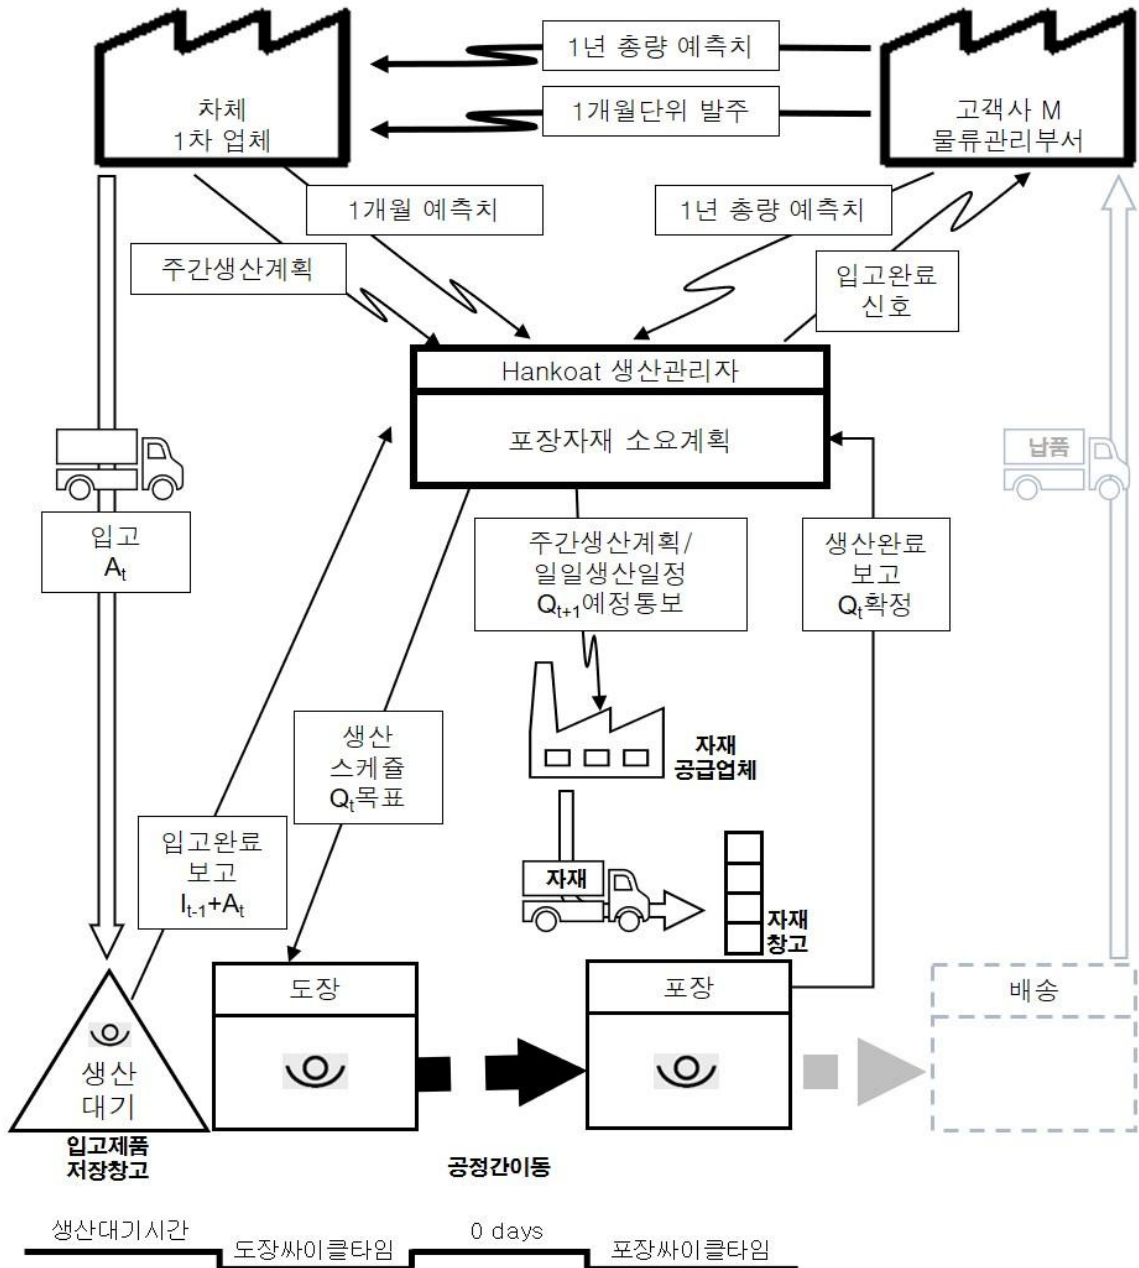 1년 총량 예측치
차체
1차 업체
1개월단위 발주
고객사 M
물류관리부서
1개월 예측치
1년 총량 예측치
주간생산계획
입고완료
신호
Hankoat 생산관리자
포장자재 소요계획
납품
입고
At
주간생산계획/
일일생산일정
Qt+1예정통보
생산완료
보고
Qt확정
생산
스케쥴
Qt목표
자재
공급업체
입고완료
보고
It-1+At
자재
자재
창고
도장
포장
배송
생산
대기
입고제품
저장창고
공정간이동
생산대기시간
0 days
도장싸이클타임
포장싸이클타임